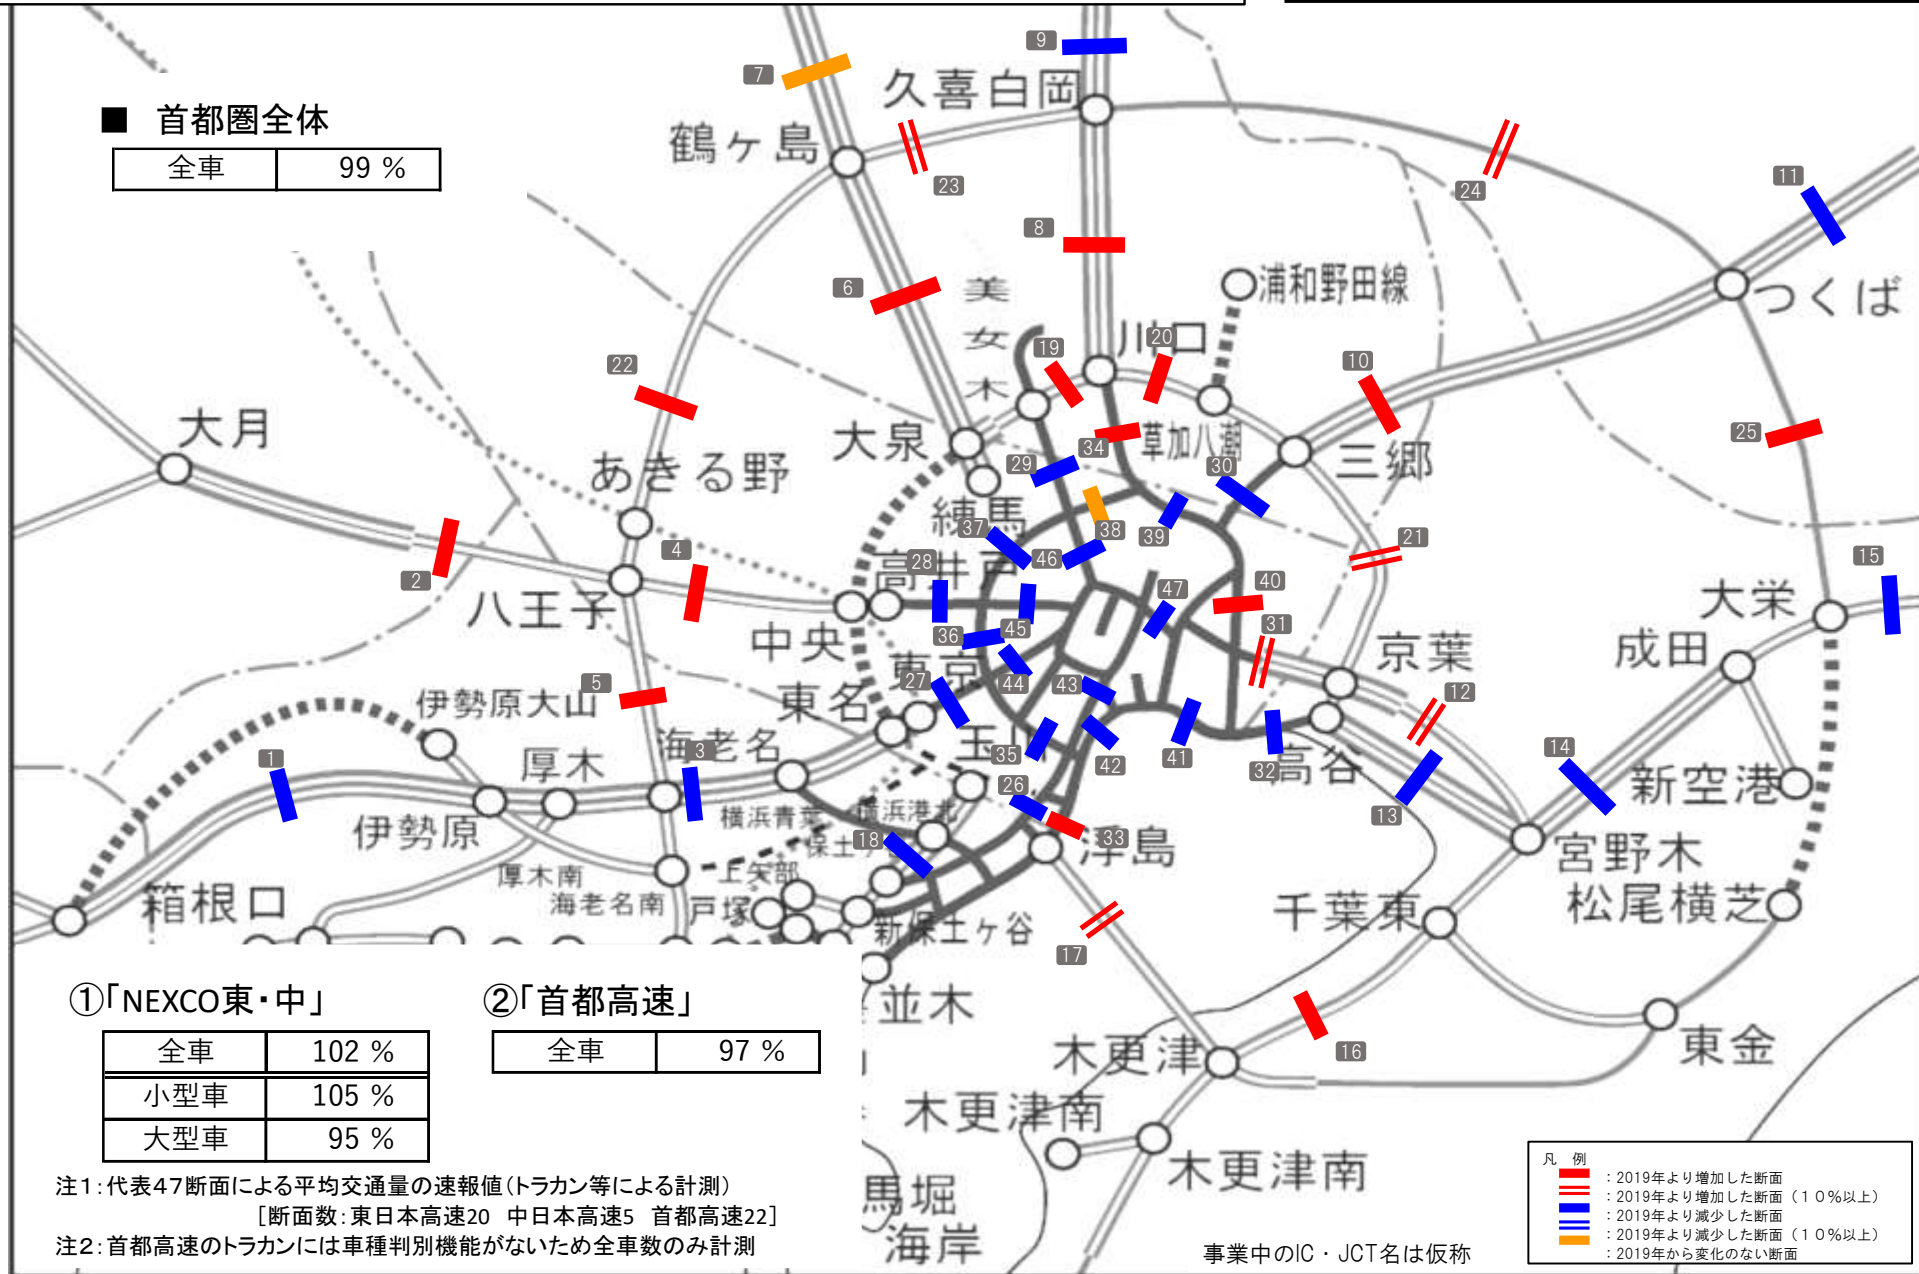 ■ 首都圏全体
全車 99 %
7
9
久喜白岡
鶴ヶ島
23
24
11
8
6
美女木
浦和野田線
つくば
22
19
川口
20
10
大月
あきる野
大泉
34
草加八潮
29
30
三郷
25
練馬
37
38
39
46
21
2
4
28
高井戸
47
40
15
八王子
中央
36
45
31
大栄
東京
京葉
成田
5
伊勢原大山
27
44
43
12
東名
1
厚木
海老名
3
玉川
35
42
41
32
高谷
14
新空港
26
13
伊勢原
横浜青葉
横浜港北
18
保土ヶ谷
33
浮島
宮野木
厚木南
上矢部
箱根口
海老名南
戸塚
新保土ヶ谷
千葉東
松尾横芝
17
並木
16
木更津
東金
木更津南
木更津南
馬堀
海岸
①「NEXCO東・中」
全車 102 %
小型車 105 %
大型車 95 %
②「首都高速」
全車 97 %
注1：代表47断面による平均交通量の速報値（トラカン等による計測）
［断面数：東日本高速20 中日本高速5 首都高速22］
注2：首都高速のトラカンには車種判別機能がないため全車数のみ計測
事業中のIC・JCT名は仮称
凡 例
：2019年より増加した断面
：2019年より増加した断面（１０％以上）
：2019年より減少した断面
：2019年より減少した断面（１０％以上）
：2019年から変化のない断面